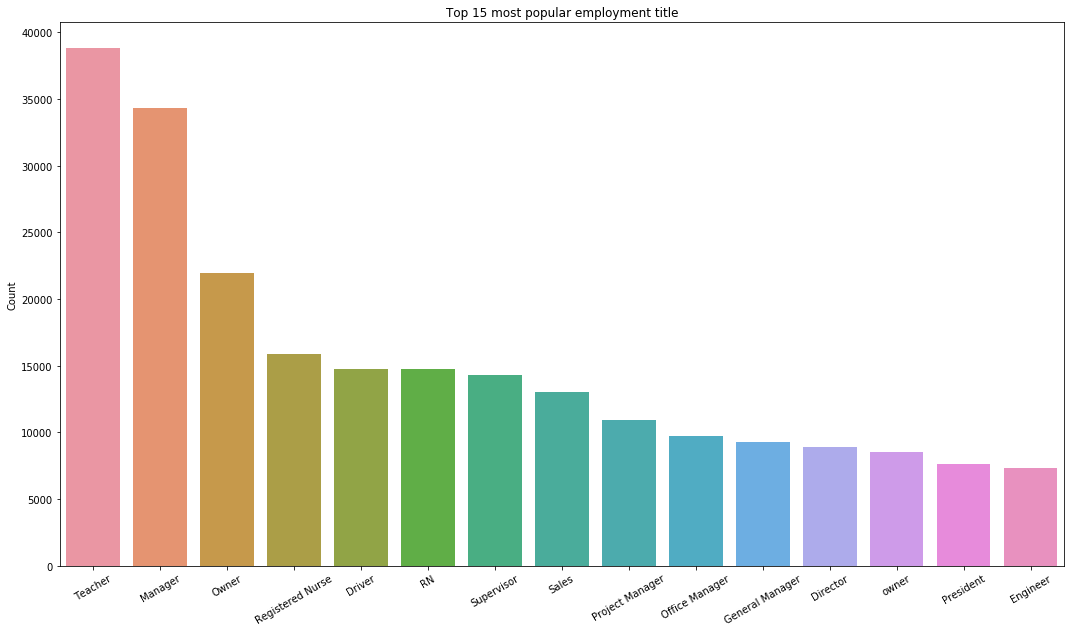 Top 15 most popular employment title
40000
35000
30000
25000
20000
15000
10000
5000
0
Count
Teacher
Manager
Owner
Registered Nurse
Driver
RN
Supervisor
Sales
Project Manager
Office Manager
General Manager
Director
owner
President
Engineer